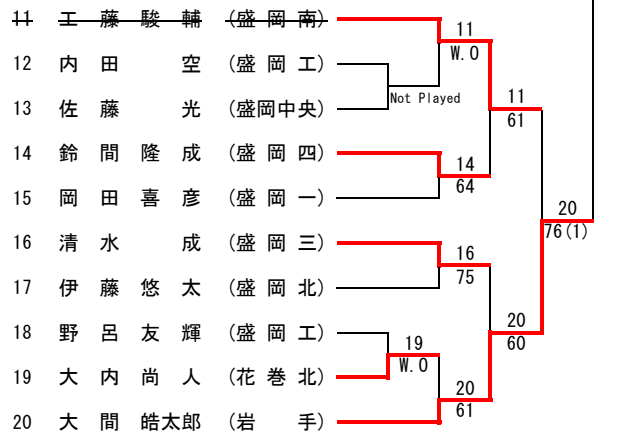 11 工藤駿輔 (盛岡南)
11
W.O
12 内田空 (盛岡工)
Not Played
13 佐藤光 (盛岡中央)
11
61
14 鈴間隆成 (盛岡四)
14
64
15 岡田喜彦 (盛岡一)
20
76(1)
16 清水成 (盛岡三)
16
75
17 伊藤悠太 (盛岡北)
18 野呂友輝 (盛岡工)
20
60
19
W.O
19 大内尚人 (花巻北)
20
61
20 大間皓太郎 (岩手)